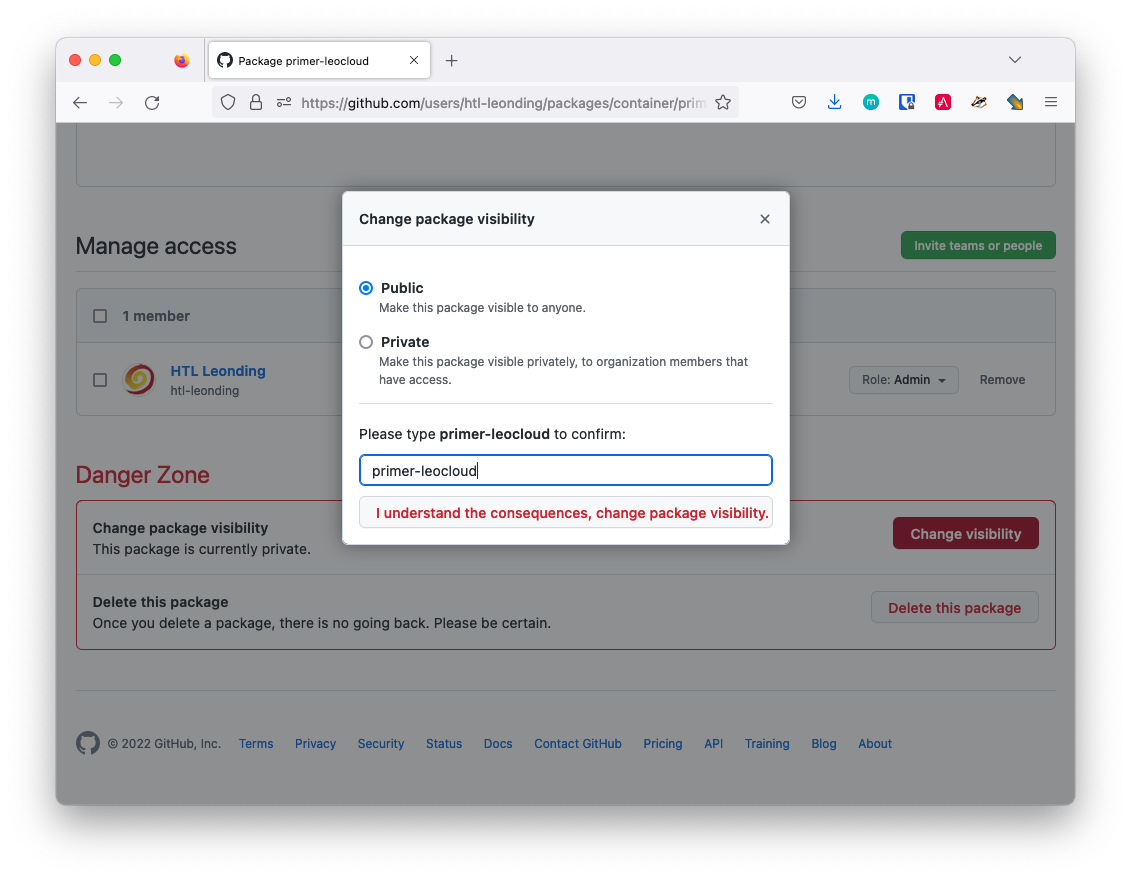 Package primer-leocloud
https://github.com/users/htl-leonding/packages/container/prim
Change package visibility
Manage access
Invite teams or people
Public
Make this package visible to anyone.
1 member
Private
Make this package visible privately, to organization members that
have access.
HTL Leonding
htl-leonding
Role: Admin
Remove
Please type primer-leocloud to confirm:
primer-leocloud
I understand the consequences, change package visibility.
Danger Zone
Change package visibility
This package is currently private.
Change visibility
Delete this package
Once you delete a package, there is no going back. Please be certain.
Delete this package
© 2022 GitHub, Inc. Terms Privacy Security Status Docs Contact GitHub Pricing API Training Blog About